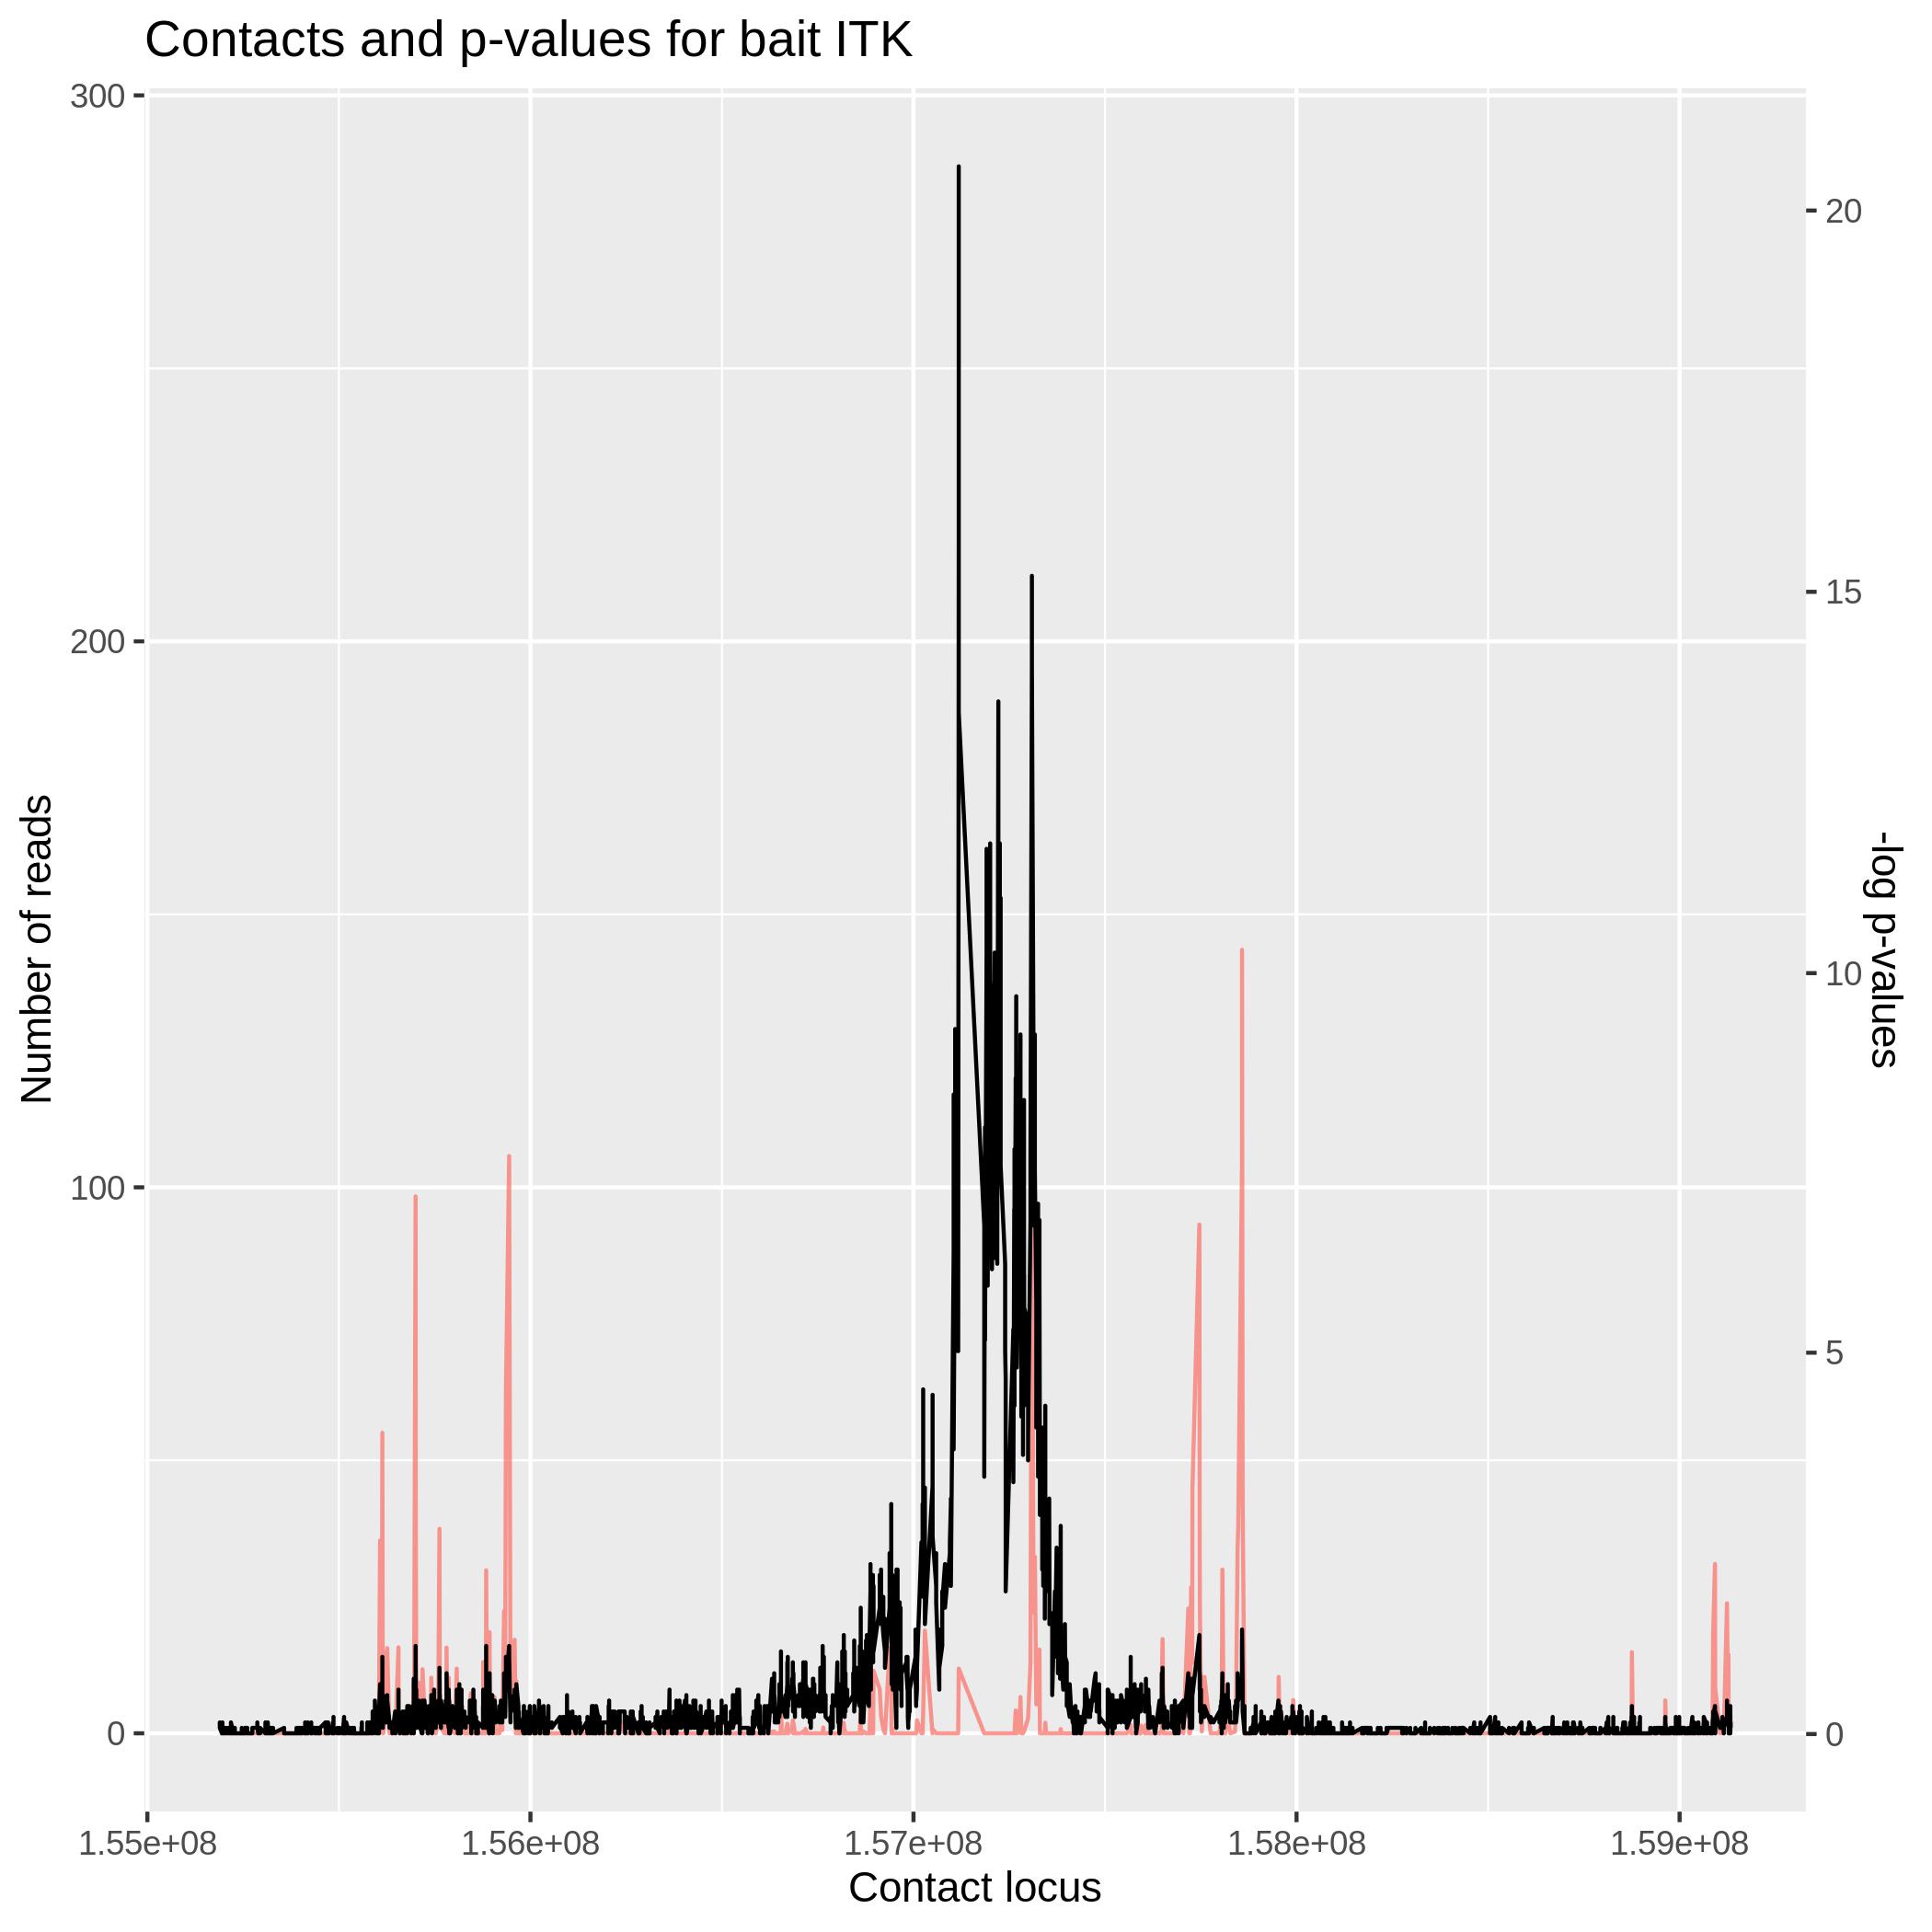 Contacts and p-values for bait ITK
300
200
100
0
Number of reads
20
15
10
5
0
-log p-values
1.55e+08 1.56e+08 1.57e+08 1.58e+08 1.59e+08
Contact locus